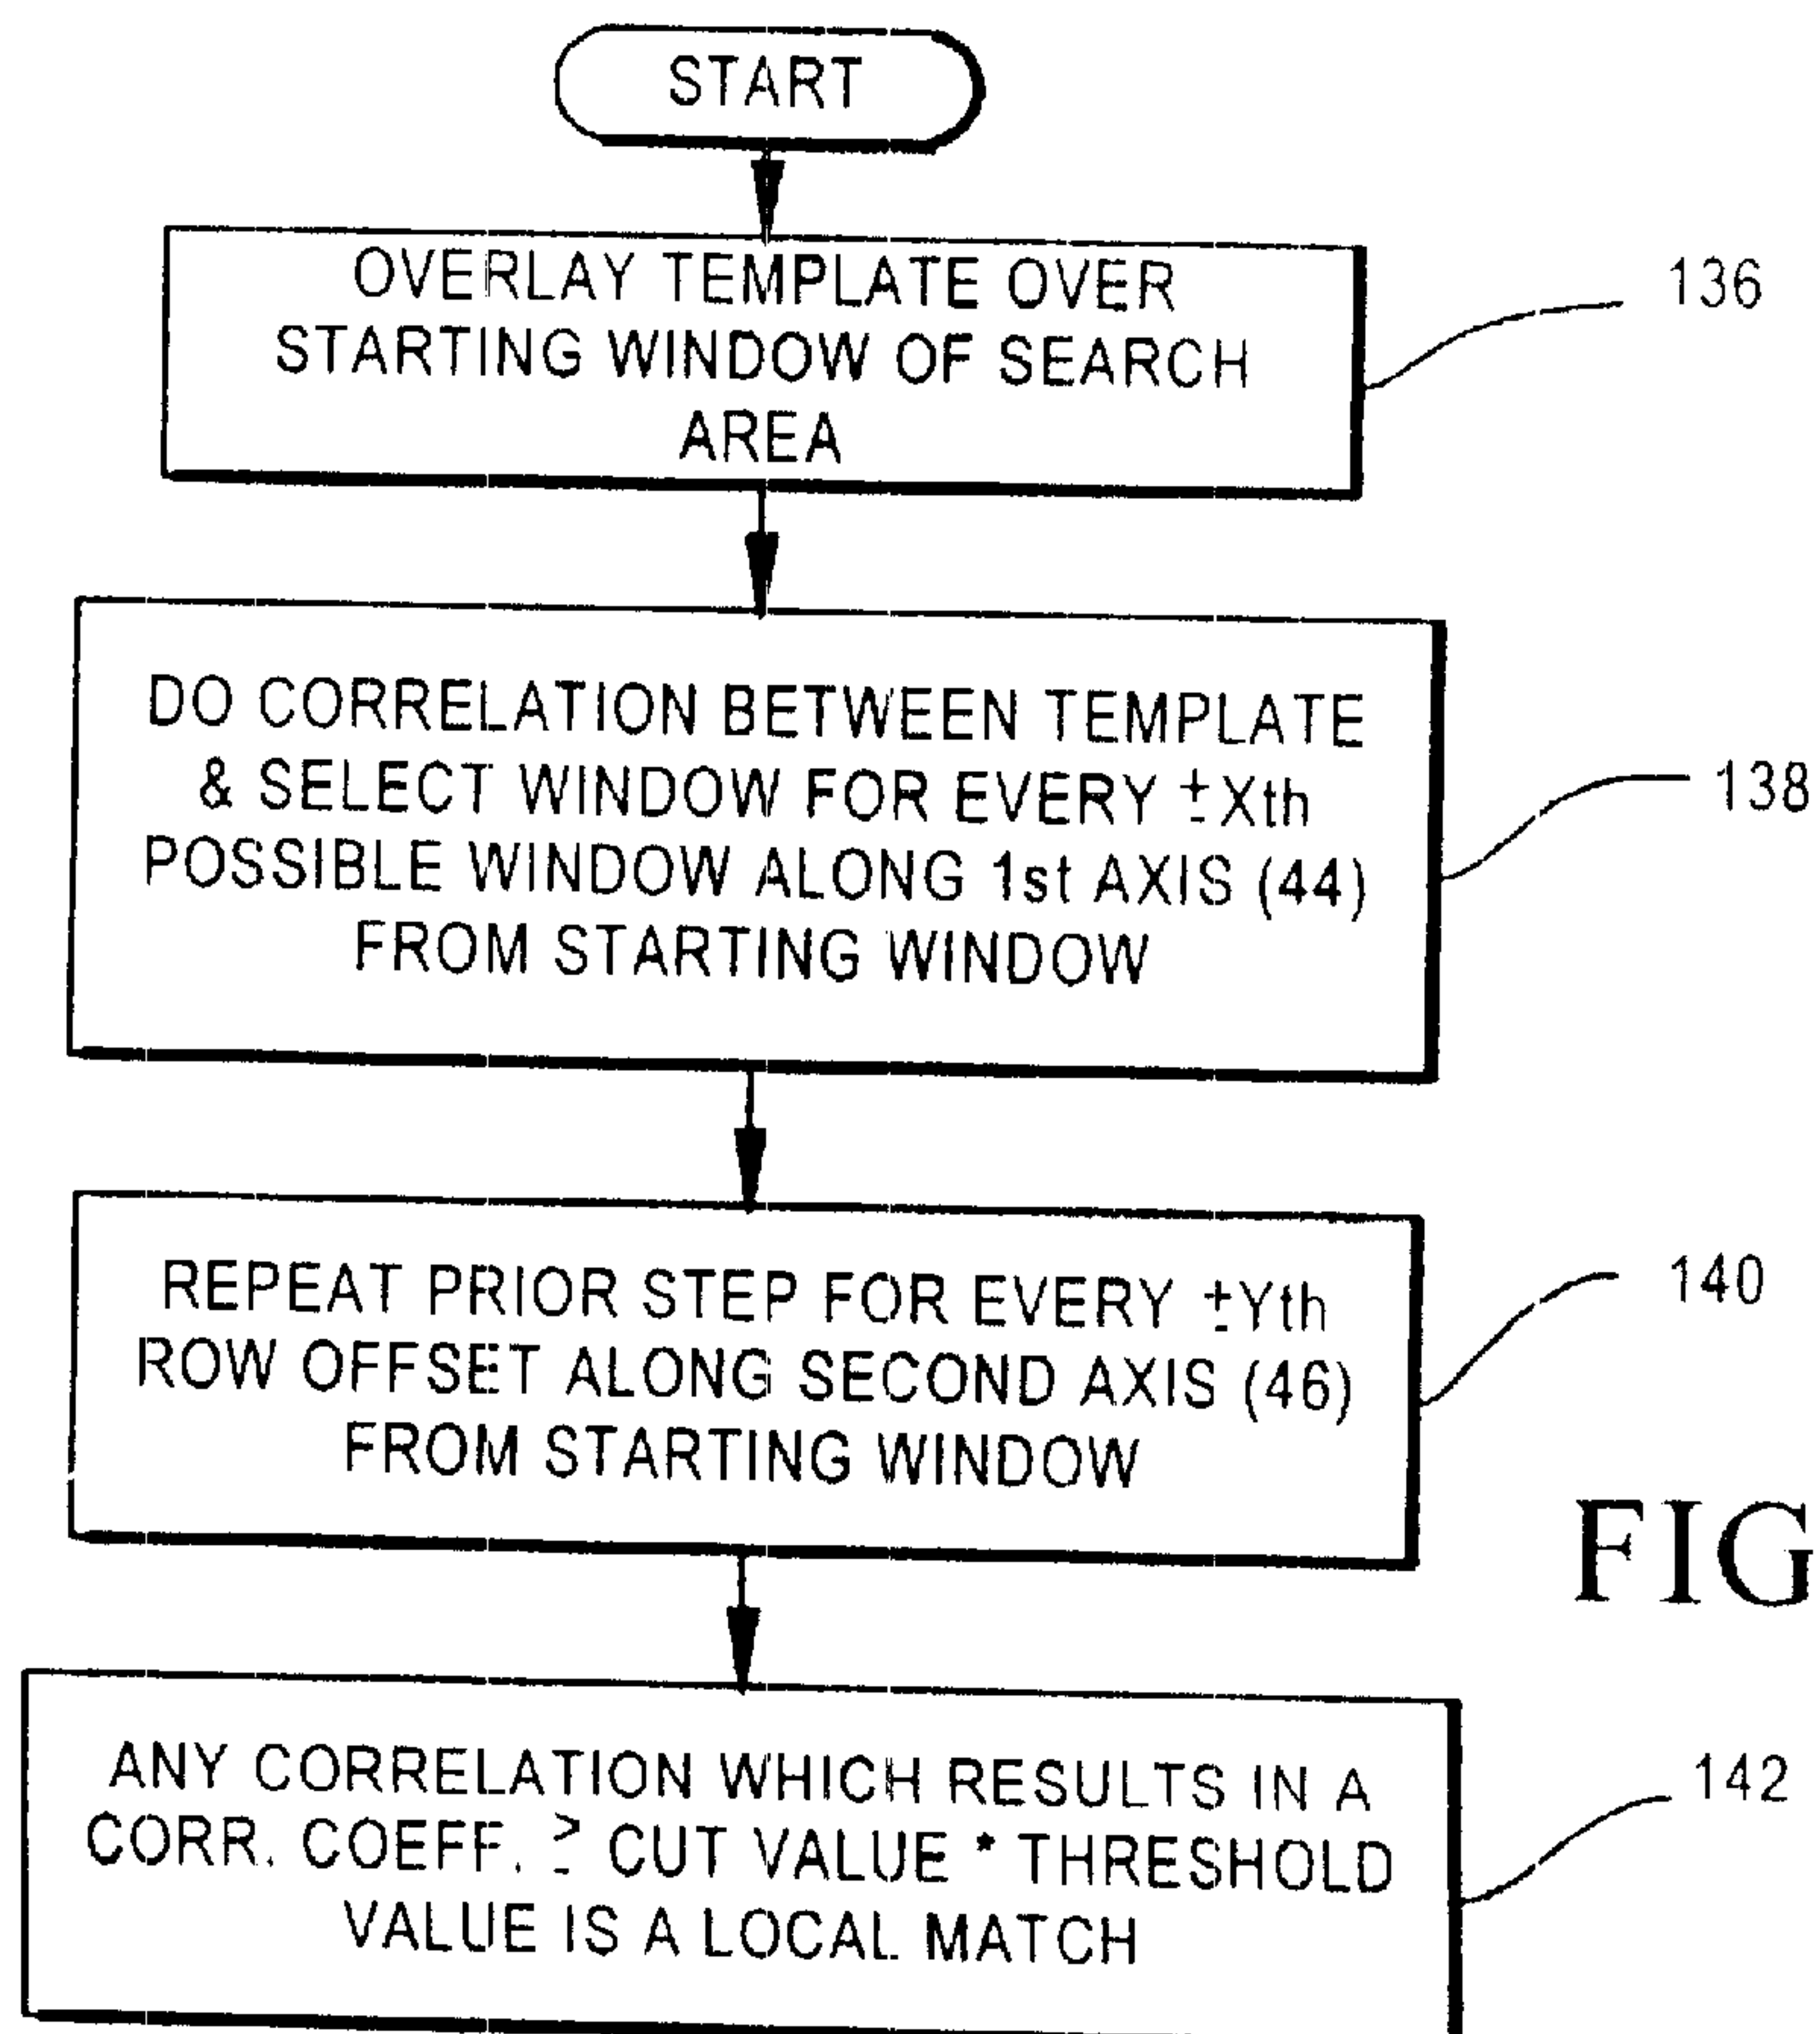 START
OVERLAY TEMPLATE OVER
STARTING WINDOW OF SEARCH
AREA
136
DO CORRELATION BETWEEN TEMPLATE
& SELECT WINDOW FOR EVERY ±Xth
POSSIBLE WINDOW ALONG 1st AXIS (44)
FROM STARTING WINDOW
138
REPEAT PRIOR STEP FOR EVERY ±Yth
ROW OFFSET ALONG SECOND AXIS (46)
FROM STARTING WINDOW
140
FIG
ANY CORRELATION WHICH RESULTS IN A
CORR. COEFF. ≥ CUT VALUE * THRESHOLD
VALUE IS A LOCAL MATCH
142